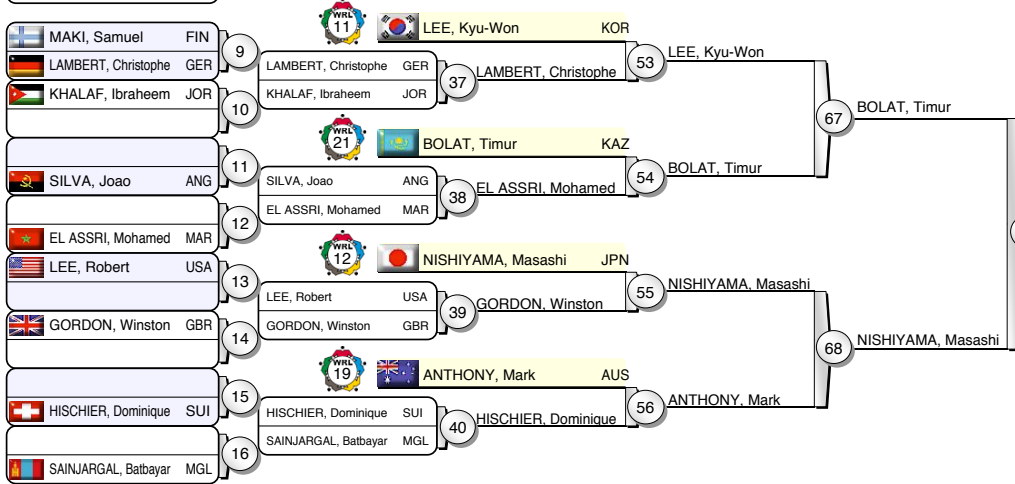 MAKI, Samuel FIN
LAMBERT, Christophe GER
9
KHALAF, Ibraheem JOR
10
11
SILVA, Joao ANG
12
EL ASSRI, Mohamed MAR
LEE, Robert USA
13
GORDON, Winston GBR
14
15
HISCHIER, Dominique SUI
16
SAINJARGAL, Batbayar MGL
WRL
11
LEE, Kyu-Won KOR
LAMBERT, Christophe GER
KHALAF, Ibraheem JOR
37
LAMBERT, Christophe
WRL
21
BOLAT, Timur KAZ
SILVA, Joao ANG
EL ASSRI, Mohamed MAR
38
EL ASSRI, Mohamed
WRL
12
NISHIYAMA, Masashi JPN
LEE, Robert USA
GORDON, Winston GBR
39
GORDON, Winston
WRL
19
ANTHONY, Mark AUS
HISCHIER, Dominique SUI
SAINJARGAL, Batbayar MGL
40
HISCHIER, Dominique
53
LEE, Kyu-Won
54
BOLAT, Timur
55
NISHIYAMA, Masashi
56
ANTHONY, Mark
67
BOLAT, Timur
68
NISHIYAMA, Masashi